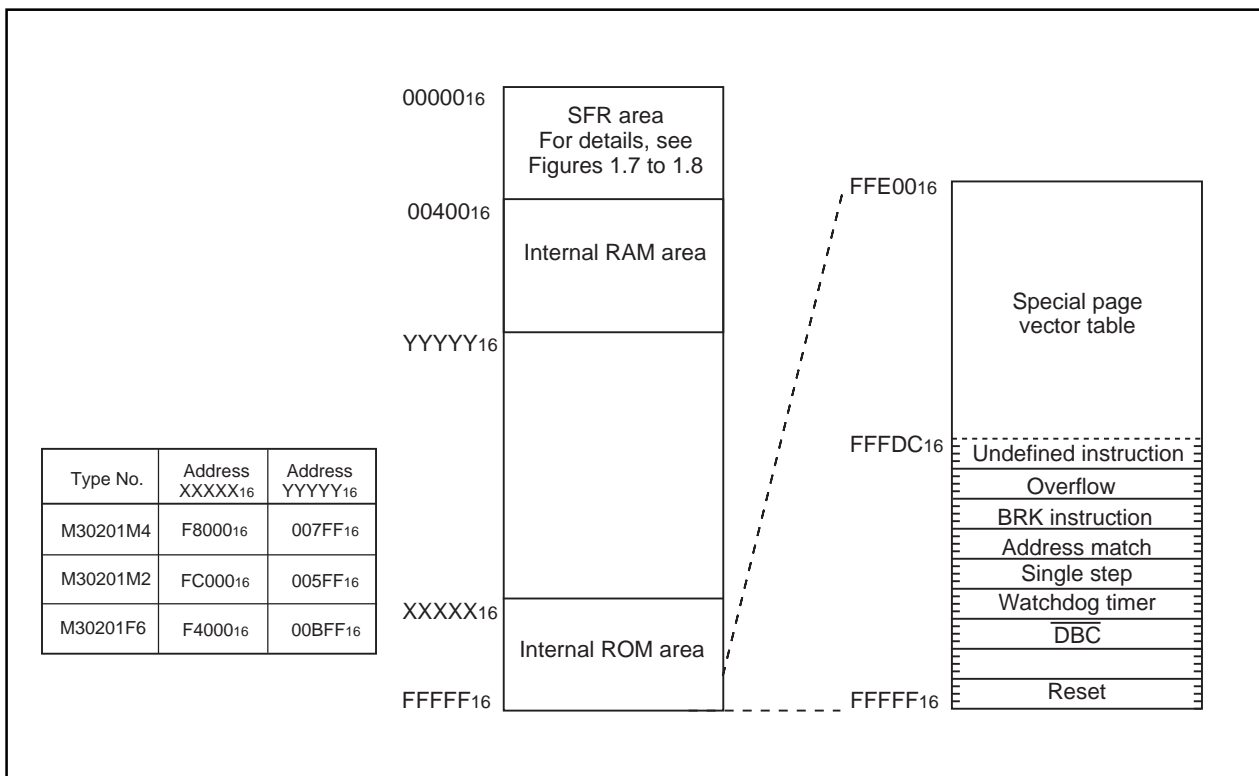 0000016
SFR area
For details, see
Figures 1.7 to 1.8
0040016
Internal RAM area
YYYYY16
XXXXX16
Internal ROM area
FFFFF16
Type No.
Address
XXXXX16
Address
YYYYY16
M30201M4
F800016
007FF16
M30201M2
FC00016
005FF16
M30201F6
F400016
00BFF16
FFE0016
Special page
vector table
FFFDC16
Undefined instruction
Overflow
BRK instruction
Address match
Single step
Watchdog timer
DBC
Reset
FFFFF16